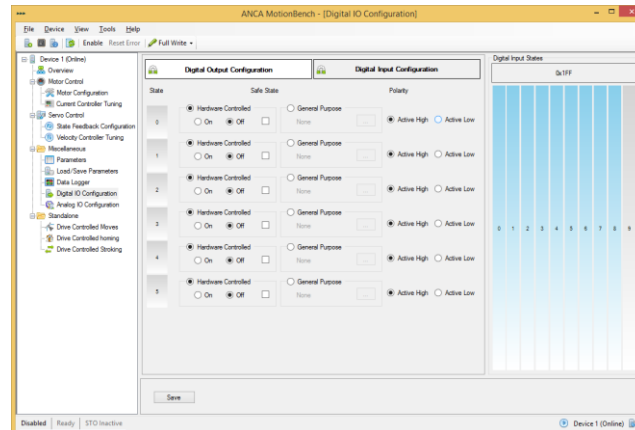 ANCA MotionBench - [Digital IO Configuration]
File Device View Tools Help
Enable Reset Error Full Write
Device 1 (Online)
Overview
Motor Control
Motor Configuration
Current Controller Tuning
Servo Control
State Feedback Configuration
Velocity Controller Tuning
Miscellaneous
Parameters
Load/Save Parameters
Data Logger
Digital IO Configuration
Analog IO Configuration
Standalone
Drive Controlled Moves
Drive Controlled homing
Drive Controlled Stroking
Digital Output Configuration Digital Input Configuration
State Safe State Polarity
Hardware Controlled General Purpose
0 On Off None ... Active High Active Low
Hardware Controlled General Purpose
1 On Off None ... Active High Active Low
Hardware Controlled General Purpose
2 On Off None ... Active High Active Low
Hardware Controlled General Purpose
3 On Off None ... Active High Active Low
Hardware Controlled General Purpose
4 On Off None ... Active High Active Low
Hardware Controlled General Purpose
5 On Off None ... Active High Active Low
Save
Digital Input States
0x1FF
0 1 2 3 4 5 6 7 8 9
Disabled Ready STO Inactive Device 1 (Online)